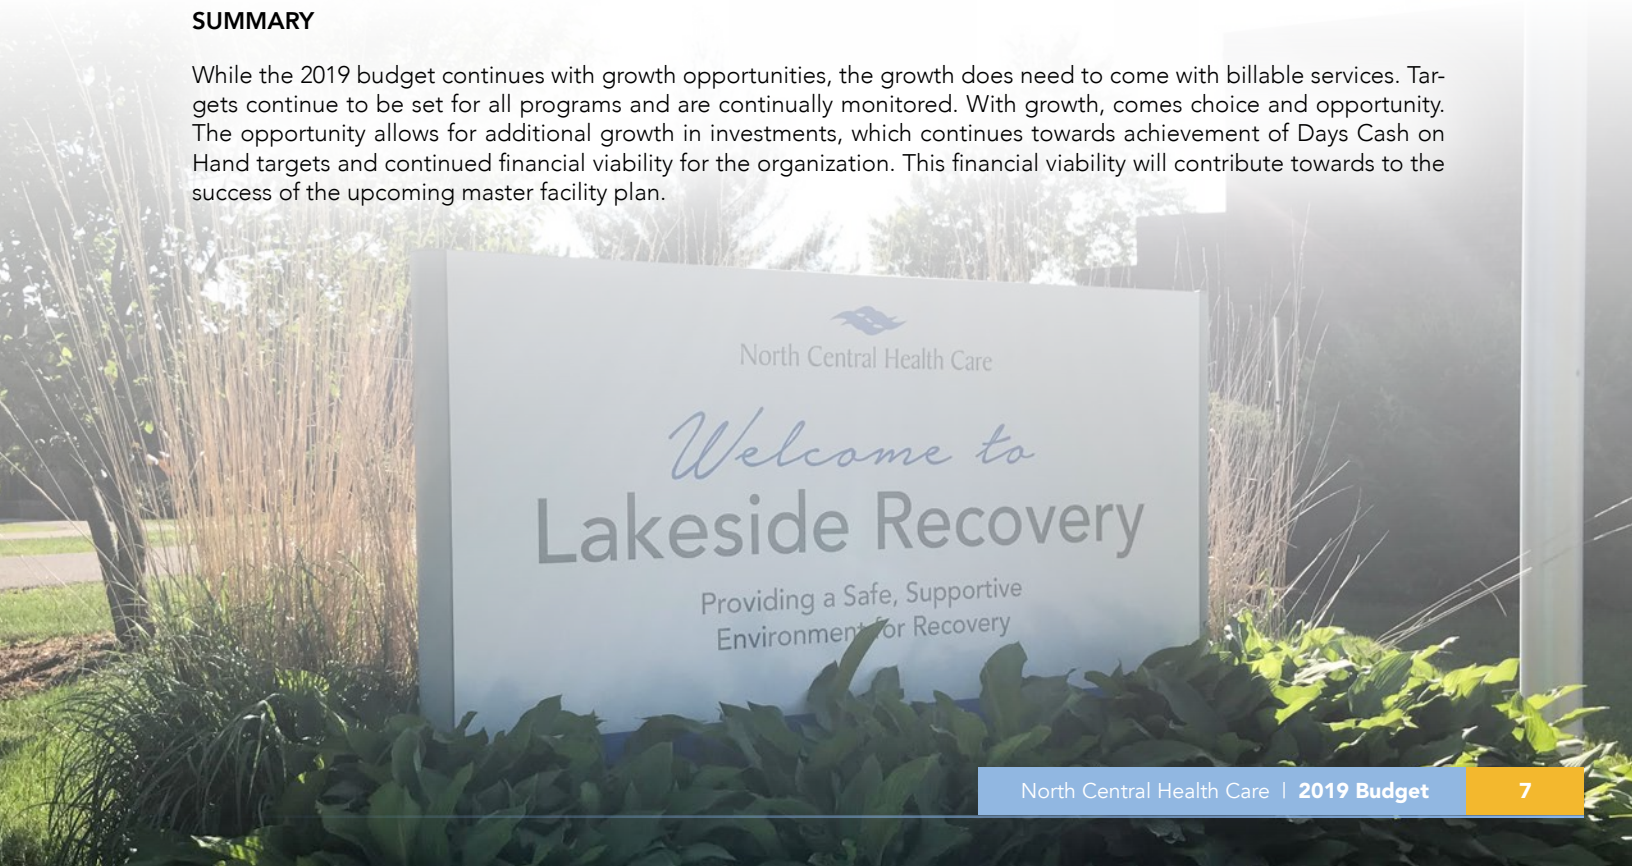 SUMMARY
While the 2019 budget continues with growth opportunities, the growth does need to come with billable services. Tar-
gets continue to be set for all programs and are continually monitored. With growth, comes choice and opportunity.
The opportunity allows for additional growth in investments, which continues towards achievement of Days Cash on
Hand targets and continued financial viability for the organization. This financial viability will contribute towards to the
success of the upcoming master facility plan.
North Central Health Care
Welcome to
Lakeside Recovery
Providing a Safe, Supportive
Environment for Recovery
North Central Health Care | 2019 Budget 7